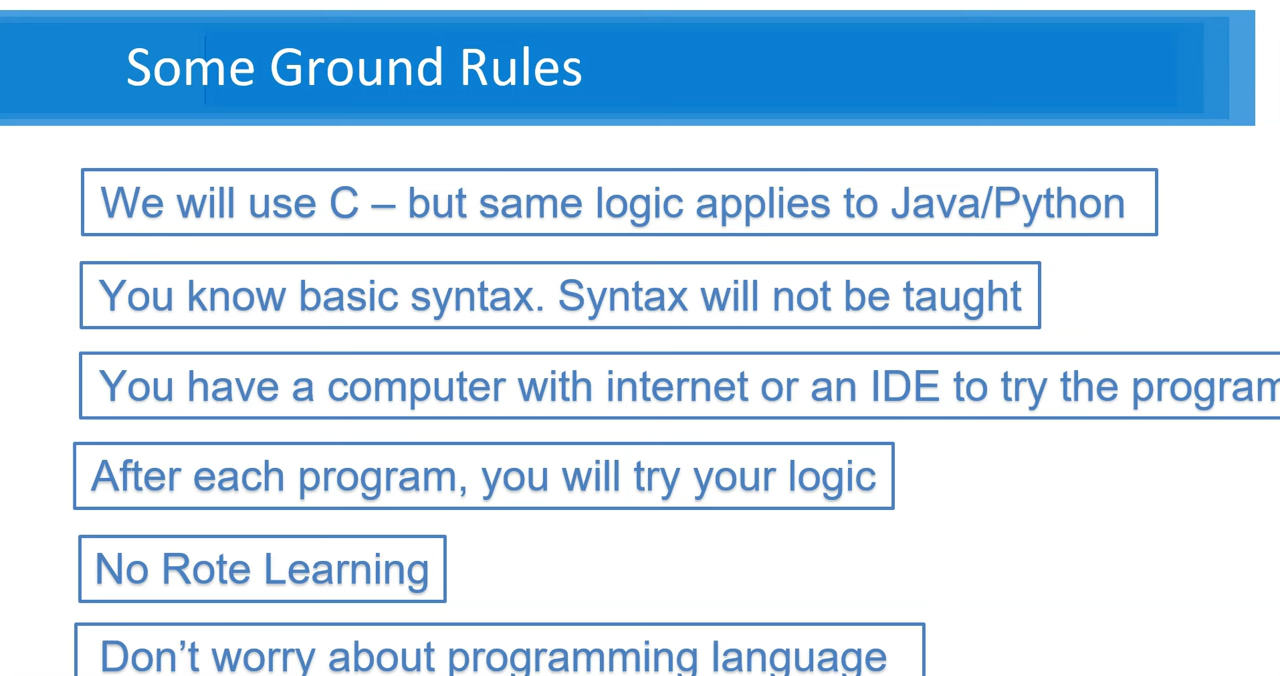 Some Ground Rules
We will use C – but same logic applies to Java/Python
You know basic syntax. Syntax will not be taught
You have a computer with internet or an IDE to try the program
After each program, you will try your logic
No Rote Learning
Don’t worry about programming language